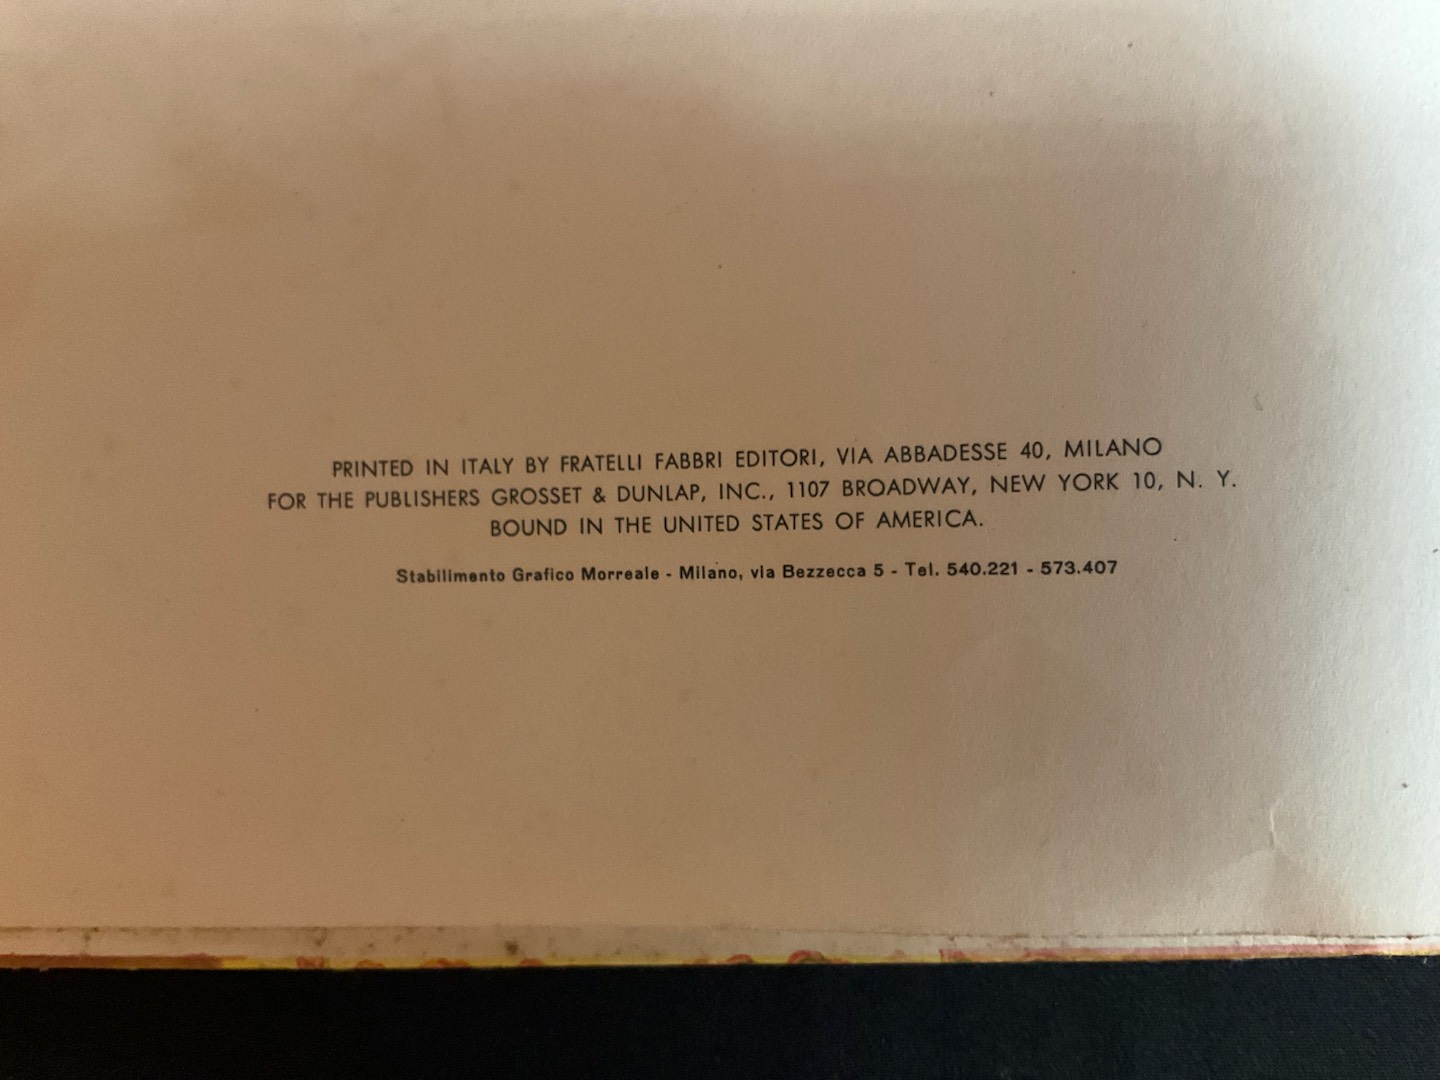 PRINTED IN ITALY BY FRATELLI FABBRI EDITORI, VIA ABBADESSE 40, MILANO
FOR THE PUBLISHERS GROSSET & DUNLAP, INC., 1107 BROADWAY, NEW YORK 10, N. Y.
BOUND IN THE UNITED STATES OF AMERICA.
Stabilimento Grafico Morreale - Milano, via Bezzecca 5 - Tel. 540.221 - 573.407